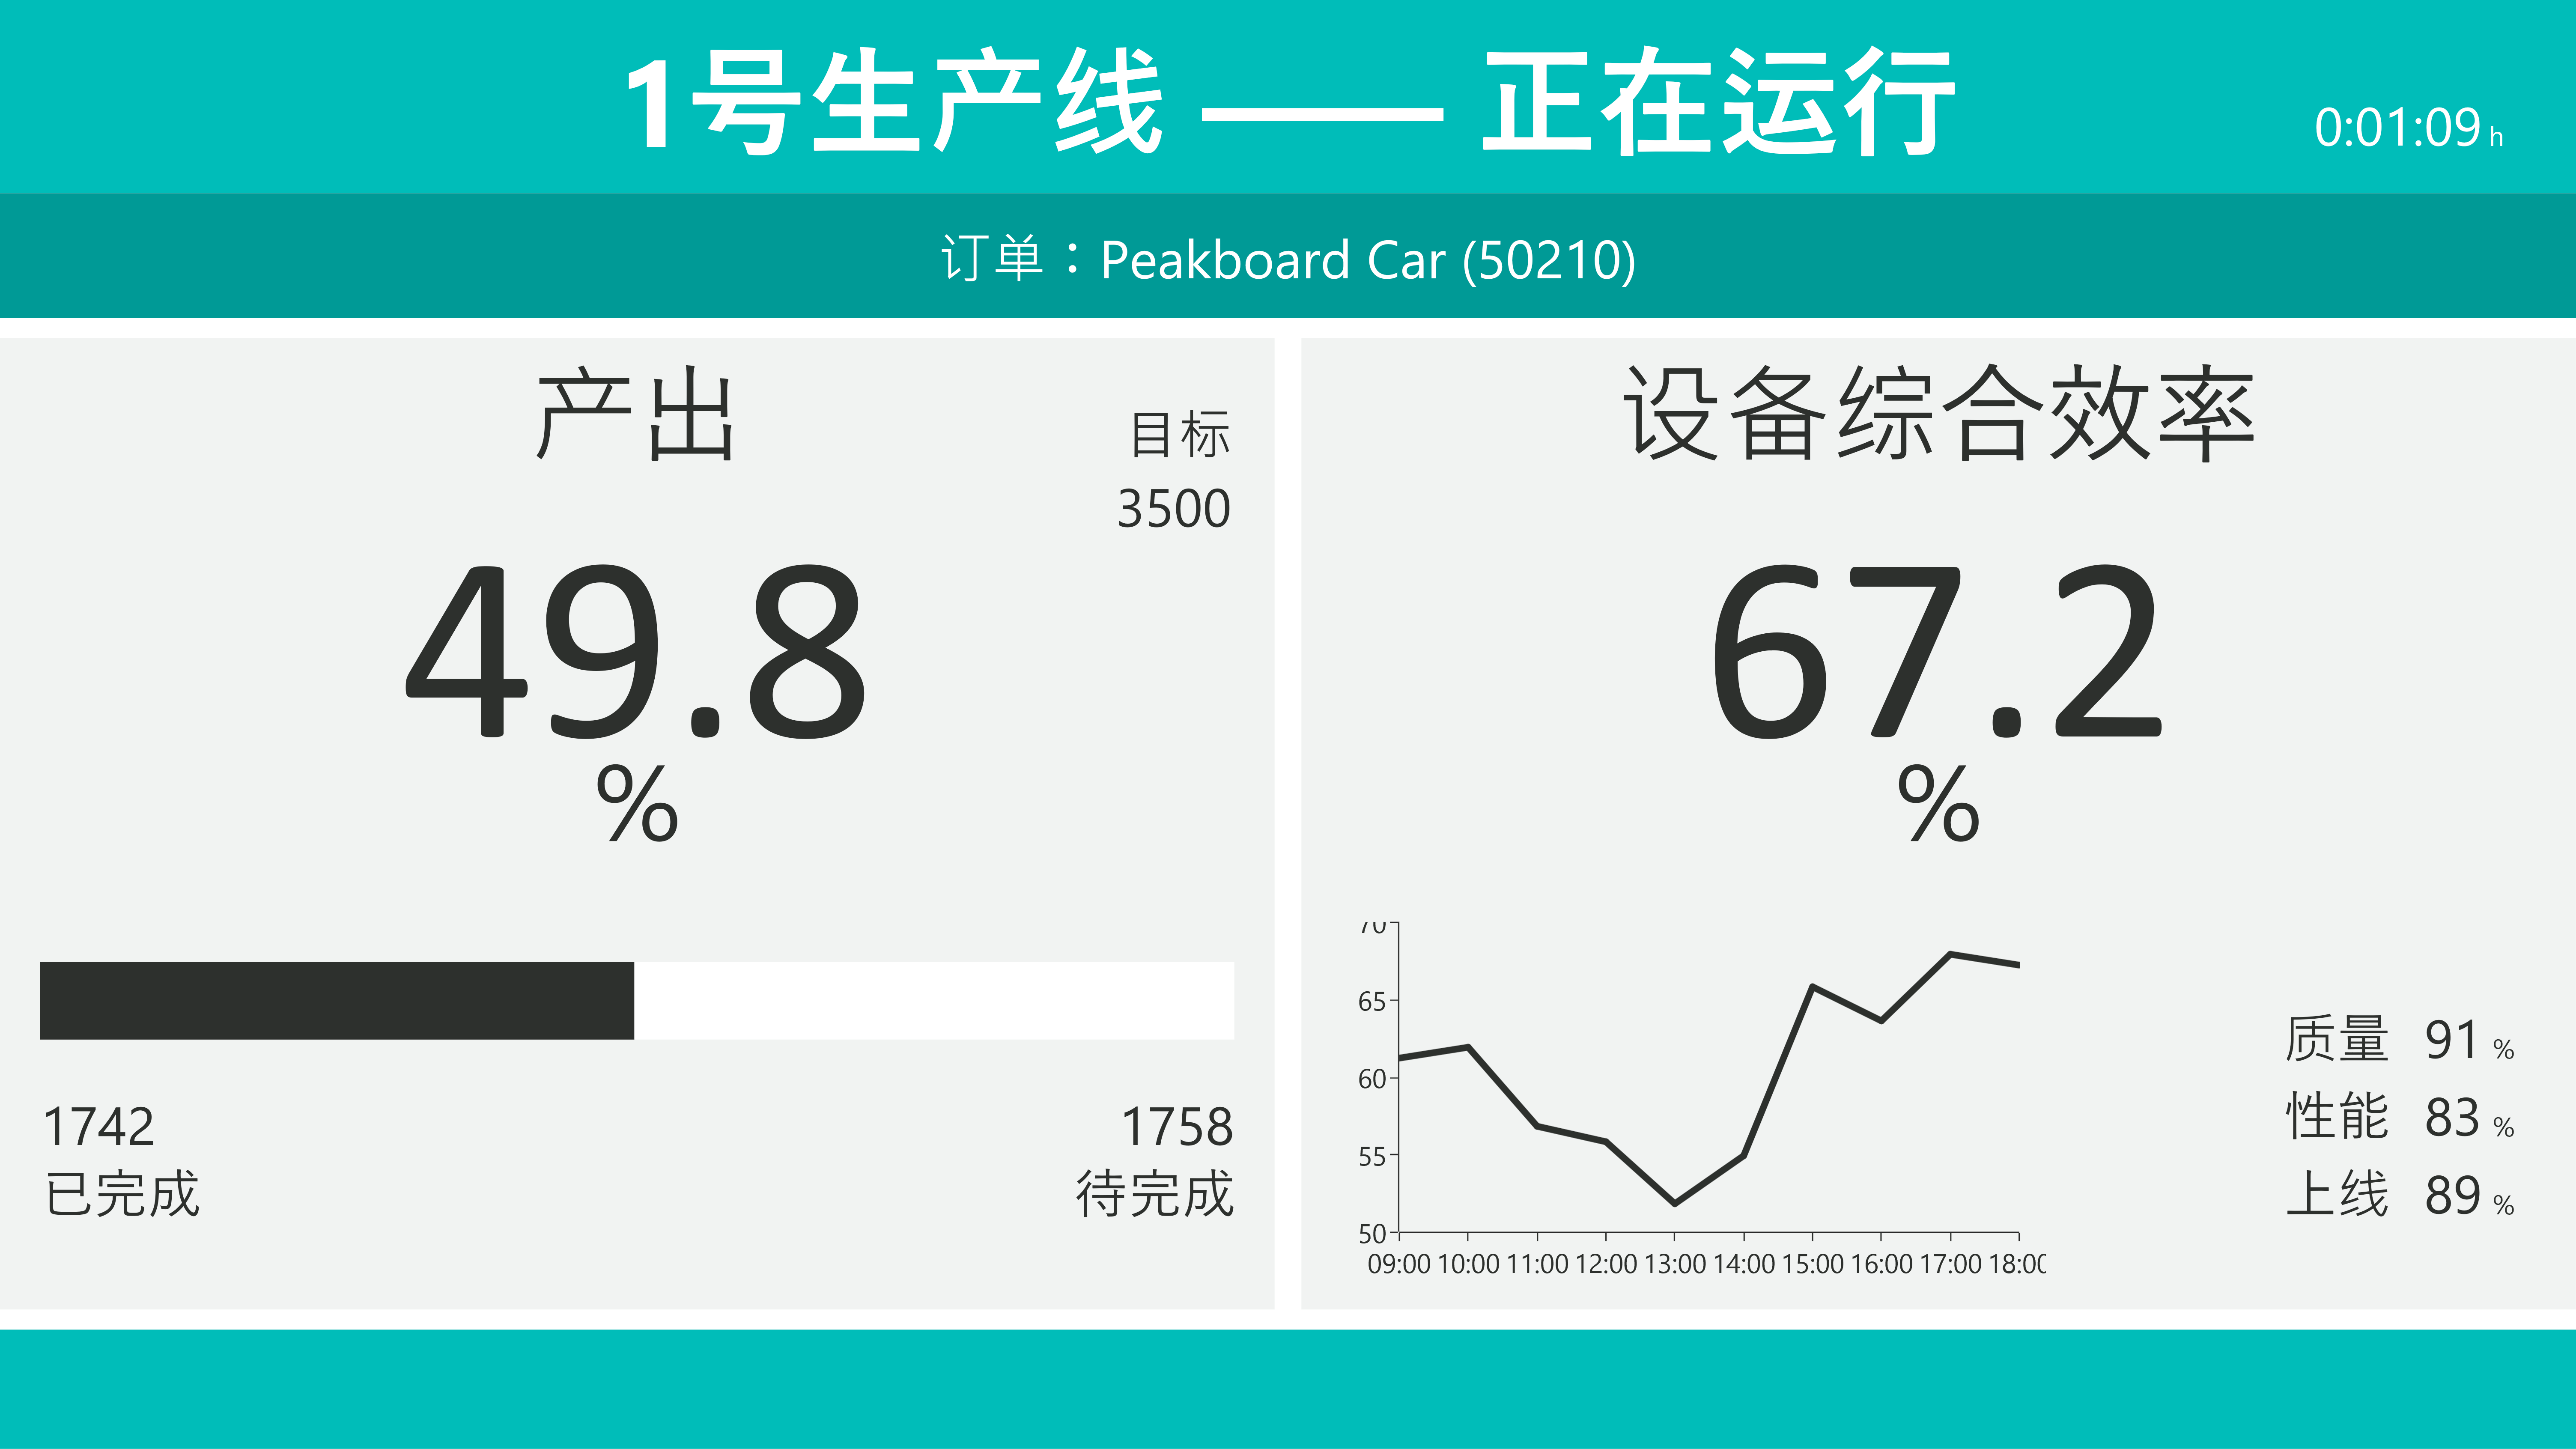 1号生产线 —— 正在运行
0:01:09 h
订单：Peakboard Car (50210)
产出
目标
3500
49.8
%
1742
已完成
1758
待完成
设备综合效率
67.2
%
70
65
60
55
50
09:00 10:00 11:00 12:00 13:00 14:00 15:00 16:00 17:00 18:00
质量 91 %
性能 83 %
上线 89 %